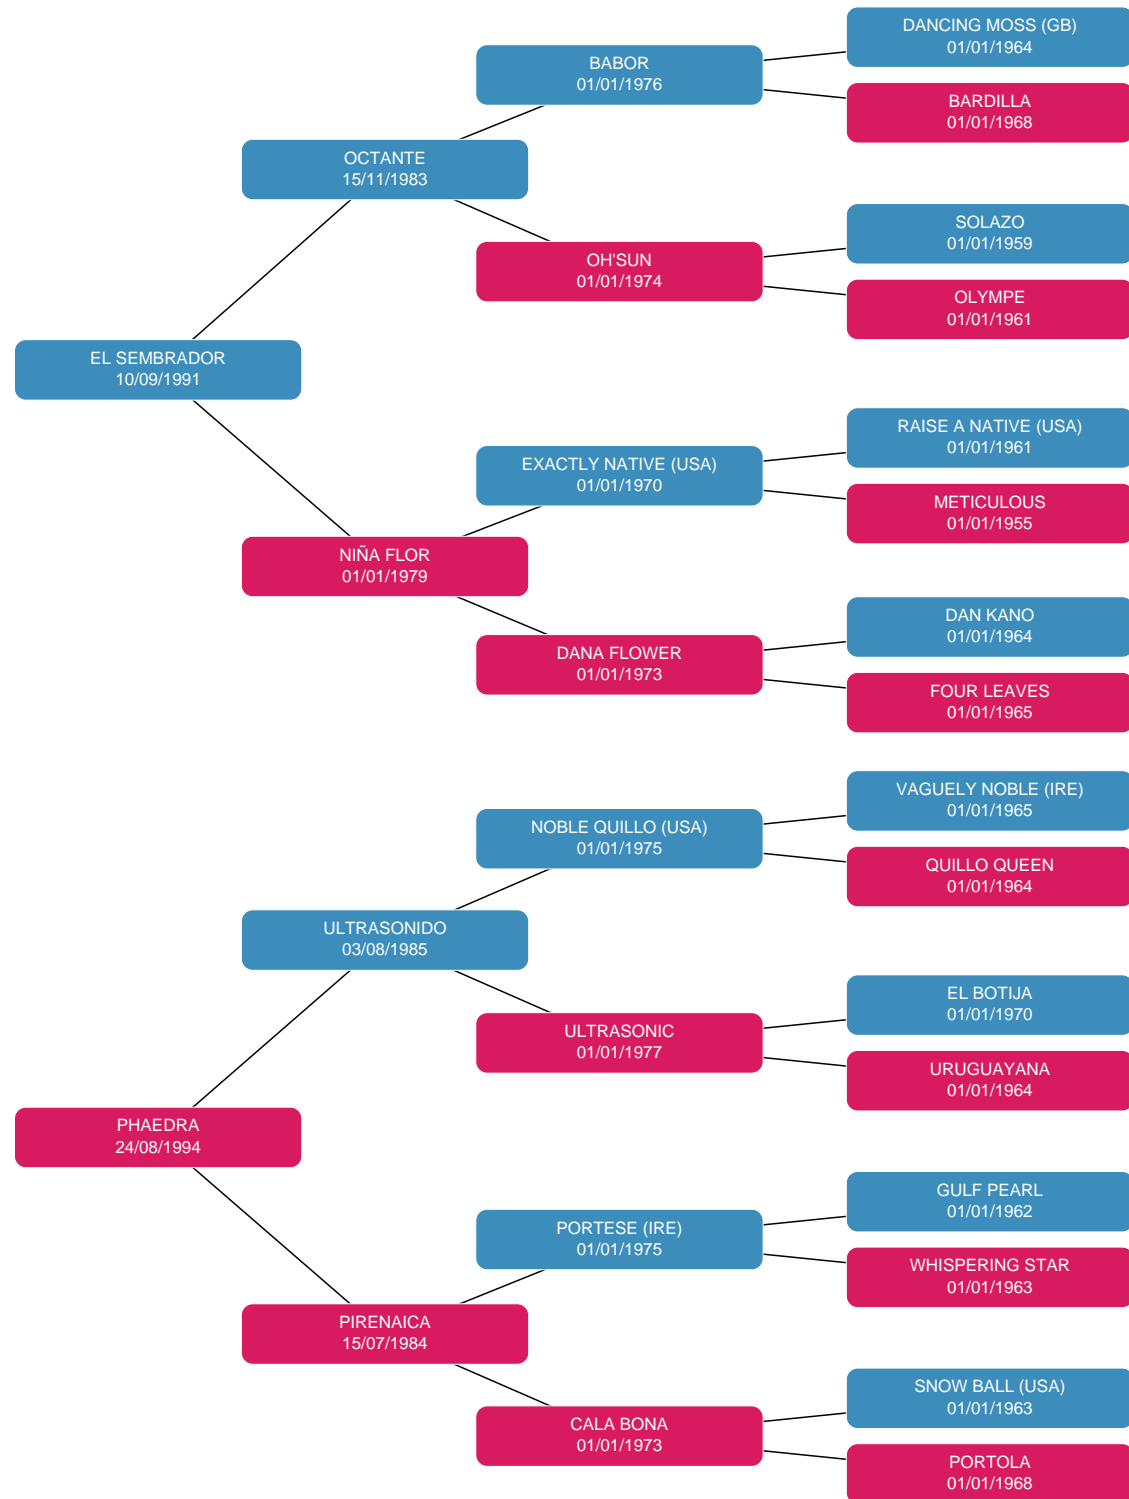 DANCING MOSS (GB)
01/01/1964
BABOR
01/01/1976
BARDILLA
01/01/1968
OCTANTE
15/11/1983
SOLAZO
01/01/1959
OH'SUN
01/01/1974
OLYMPE
01/01/1961
EL SEMBRADOR
10/09/1991
RAISE A NATIVE (USA)
01/01/1961
EXACTLY NATIVE (USA)
01/01/1970
METICULOUS
01/01/1955
NIÑA FLOR
01/01/1979
DAN KANO
01/01/1964
DANA FLOWER
01/01/1973
FOUR LEAVES
01/01/1965
VAGUELY NOBLE (IRE)
01/01/1965
NOBLE QUILLO (USA)
01/01/1975
QUILLO QUEEN
01/01/1964
ULTRASONIDO
03/08/1985
EL BOTIJA
01/01/1970
ULTRASONIC
01/01/1977
URUGUAYANA
01/01/1964
PHAEDRA
24/08/1994
GULF PEARL
01/01/1962
PORTESE (IRE)
01/01/1975
WHISPERING STAR
01/01/1963
PIRENAICA
15/07/1984
SNOW BALL (USA)
01/01/1963
CALA BONA
01/01/1973
PORTOLA
01/01/1968